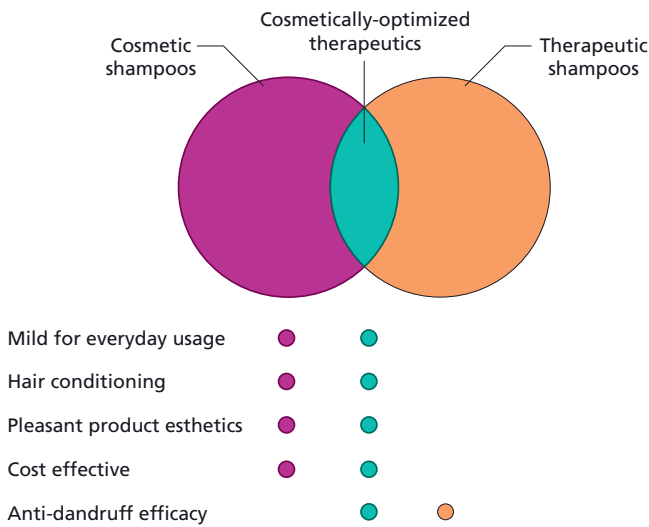 Cosmetically-optimized
therapeutics
Cosmetic
shampoos
Therapeutic
shampoos
Mild for everyday usage
Hair conditioning
Pleasant product esthetics
Cost effective
Anti-dandruff efficacy